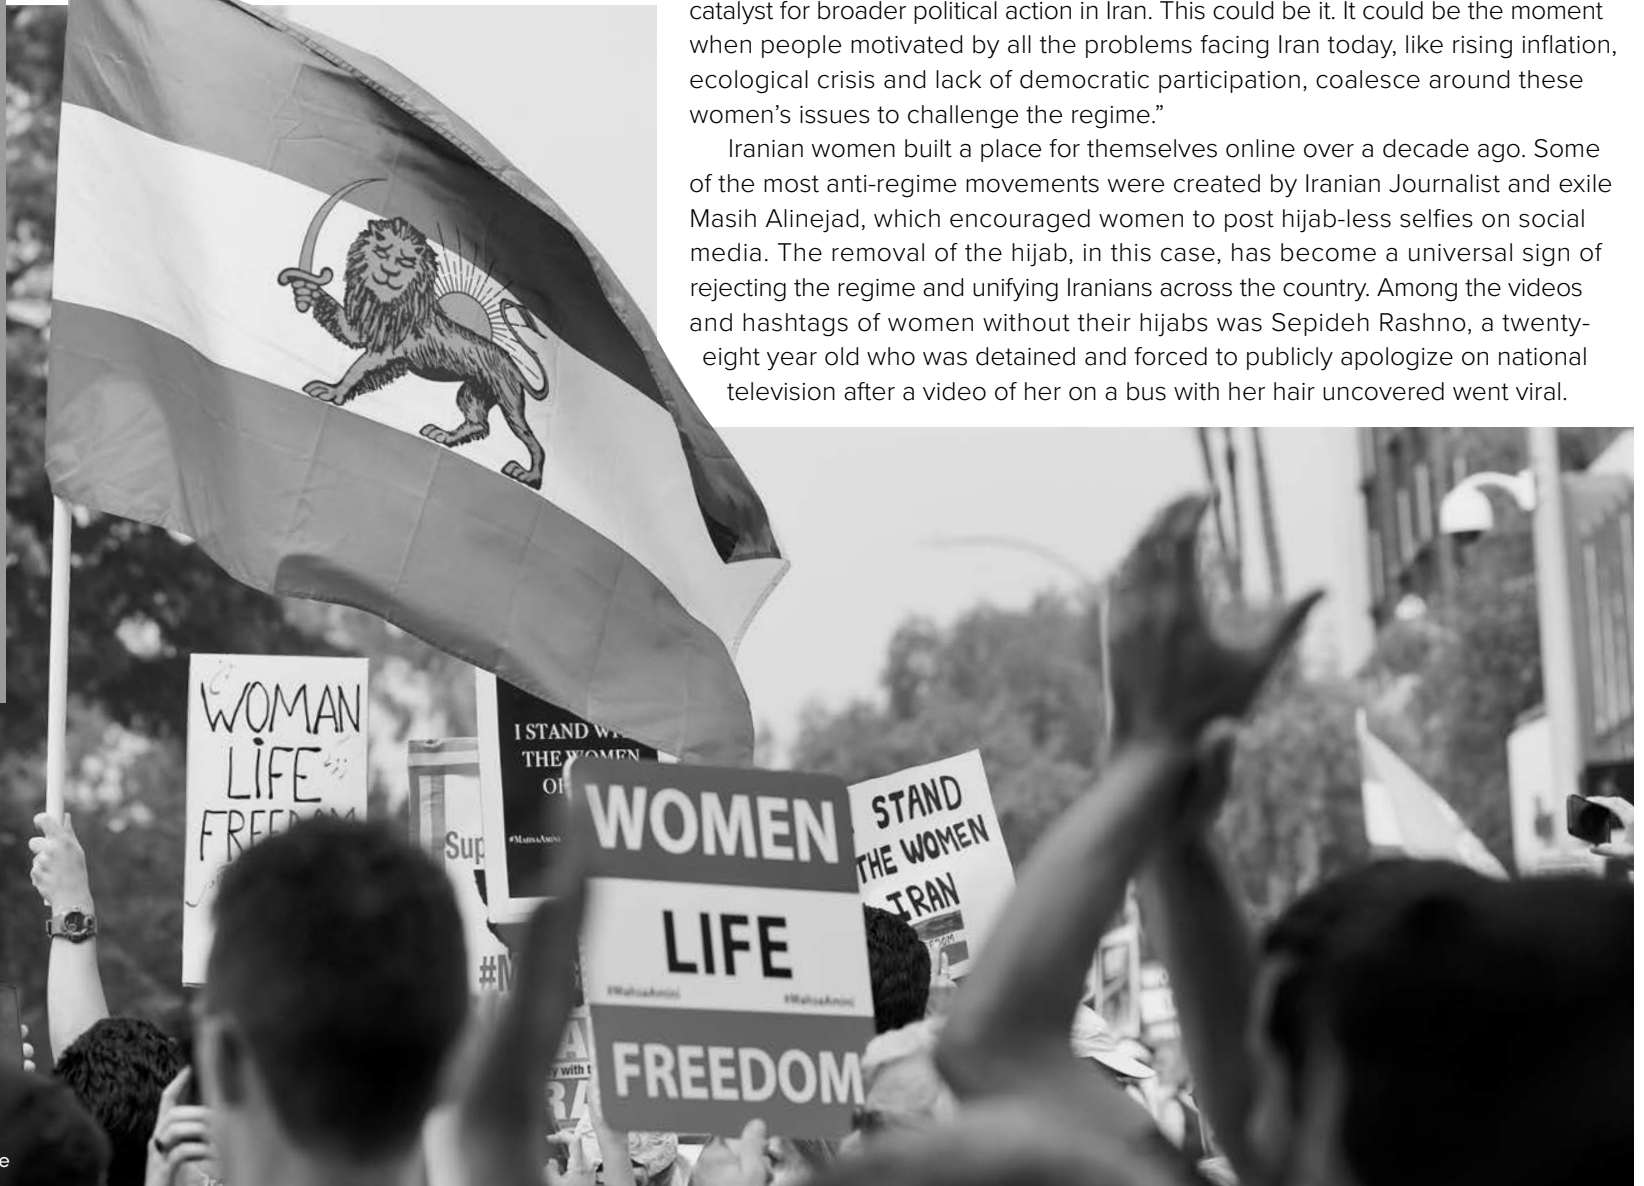 catalyst for broader political action in Iran. This could be it. It could be the moment
when people motivated by all the problems facing Iran today, like rising inflation,
ecological crisis and lack of democratic participation, coalesce around these
women’s issues to challenge the regime.”
Iranian women built a place for themselves online over a decade ago. Some
of the most anti-regime movements were created by Iranian Journalist and exile
Masih Alinejad, which encouraged women to post hijab-less selfies on social
media. The removal of the hijab, in this case, has become a universal sign of
rejecting the regime and unifying Iranians across the country. Among the videos
and hashtags of women without their hijabs was Sepideh Rashno, a twenty-
eight year old who was detained and forced to publicly apologize on national
television after a video of her on a bus with her hair uncovered went viral.
WOMAN
LIFE
FREEDOM
I STAND
THE WOMEN
#MahsaAmini
Sup
WOMEN
LIFE
#MahsaAmini #MahsaAmini
FREEDOM
STAND
THE WOMEN
IRAN
y with t
e